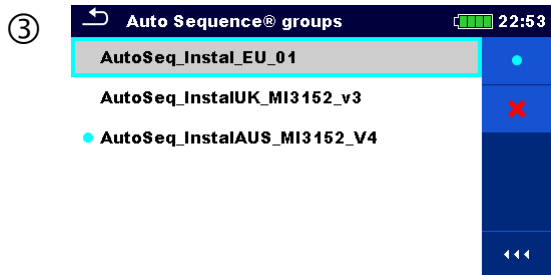 ③
Auto Sequence® groups 22:53
AutoSeq_Instal_EU_01
AutoSeq_InstalUK_MI3152_v3
AutoSeq_InstalAUS_MI3152_V4